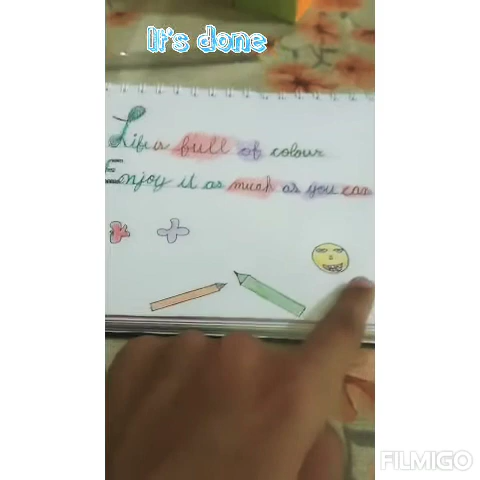 It's done
Life is full of colour
Enjoy it as much as you can
FILMIGO